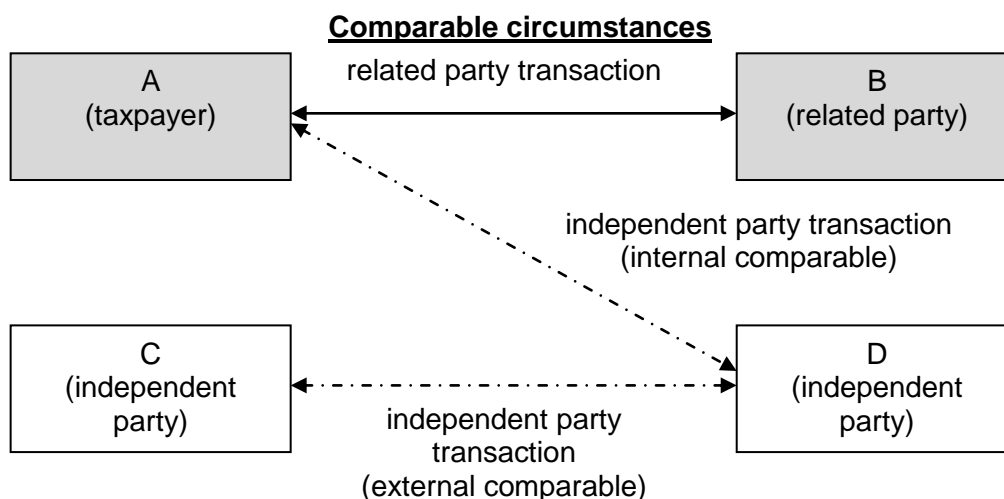 Comparable circumstances
related party transaction
A
(taxpayer)
B
(related party)
independent party transaction
(internal comparable)
C
(independent
party)
D
(independent
party)
independent party
transaction
(external comparable)